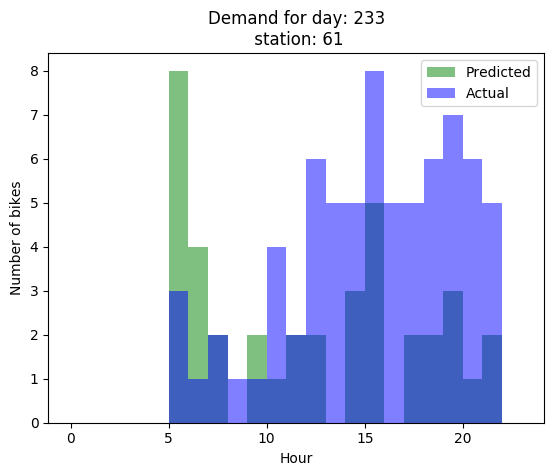 Demand for day: 233
station: 61
Predicted
Actual
8
7
6
5
4
3
2
1
0
Number of bikes
0 5 10 15 20
Hour